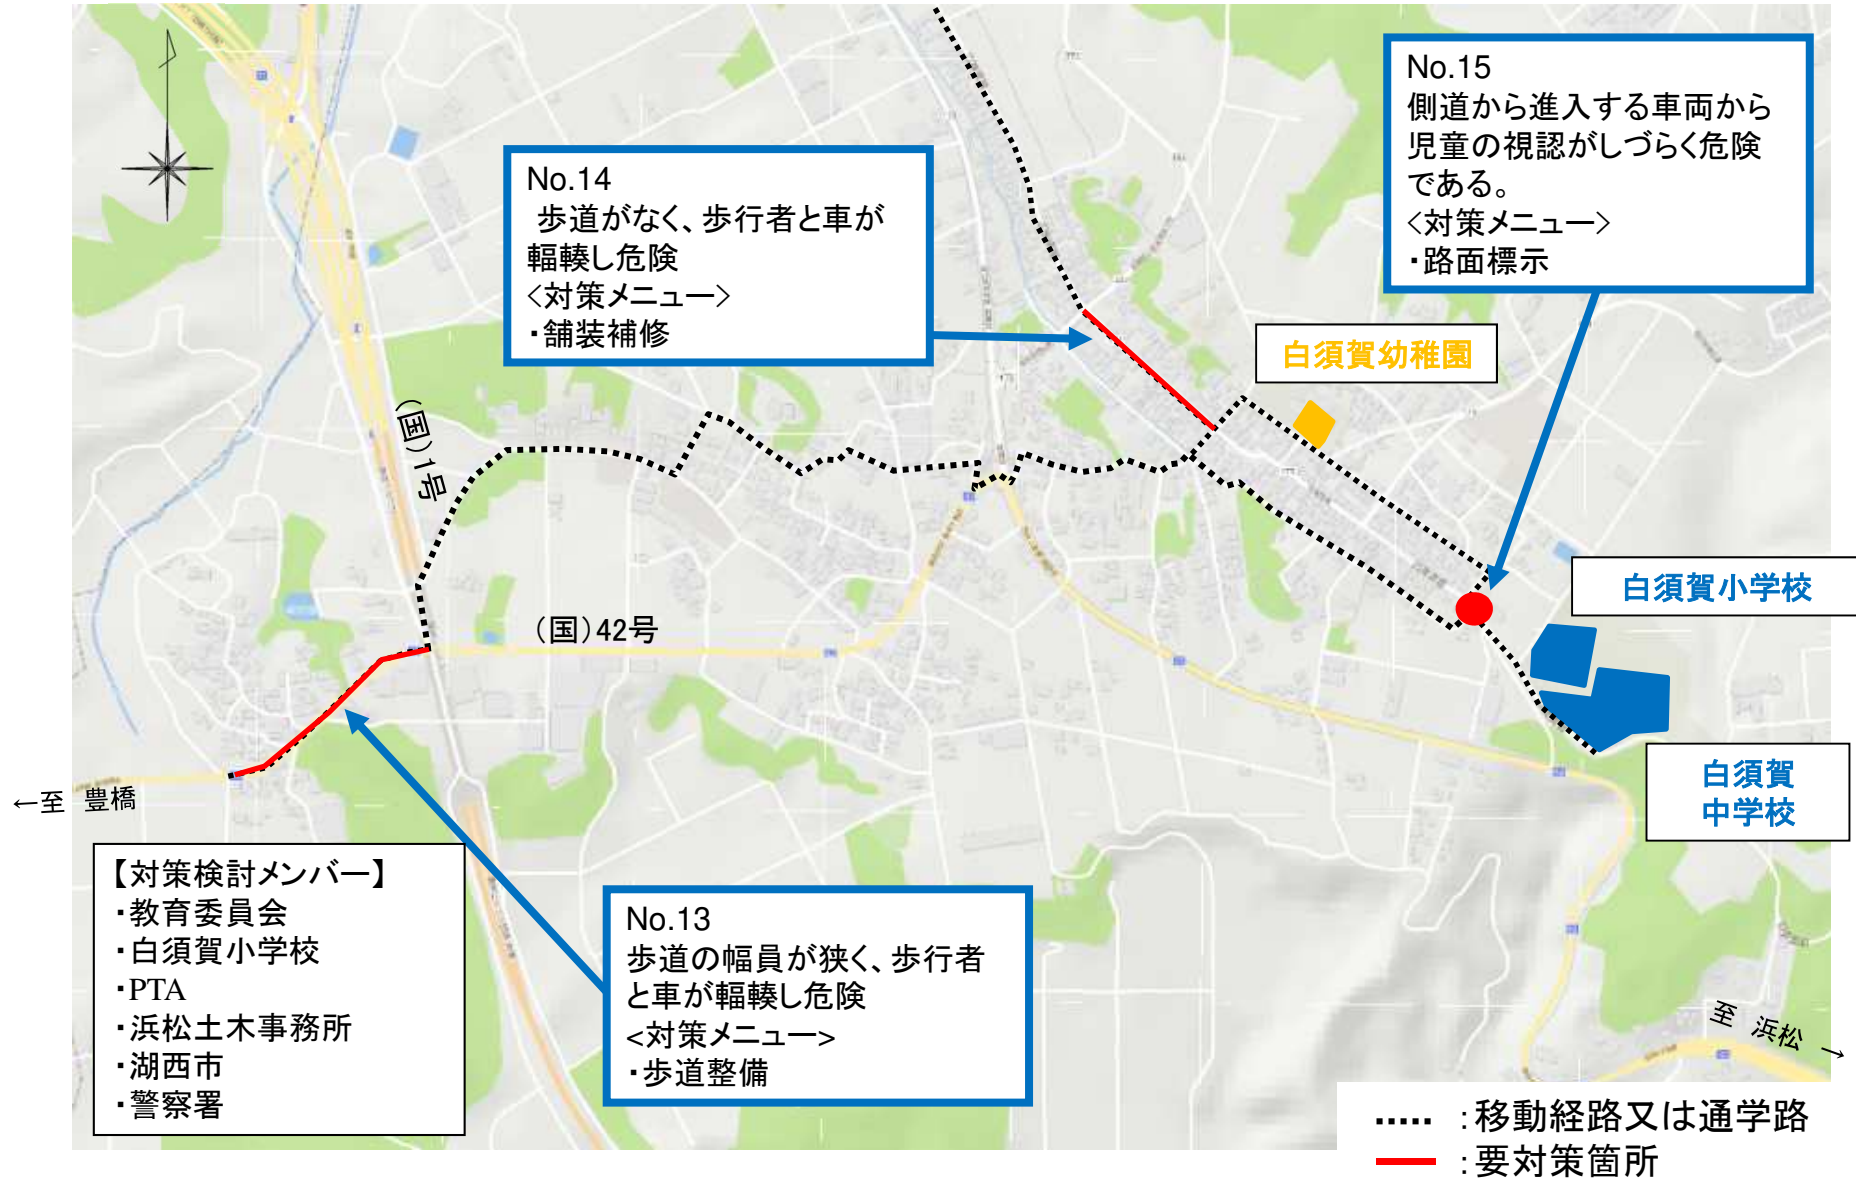 No.15
側道から進入する車両から
児童の視認がしづらく危険
である。
<対策メニュー>
・路面標示
No.14
歩道がなく、歩行者と車が
輻輳し危険
<対策メニュー>
・舗装補修
白須賀幼稚園
(国)1号
白須賀小学校
(国)42号
白須賀
中学校
←至 豊橋
【対策検討メンバー】
・教育委員会
・白須賀小学校
・PTA
・浜松土木事務所
・湖西市
・警察署
No.13
歩道の幅員が狭く、歩行者
と車が輻輳し危険
<対策メニュー>
・歩道整備
至 浜松 →
:移動経路又は通学路
:要対策箇所